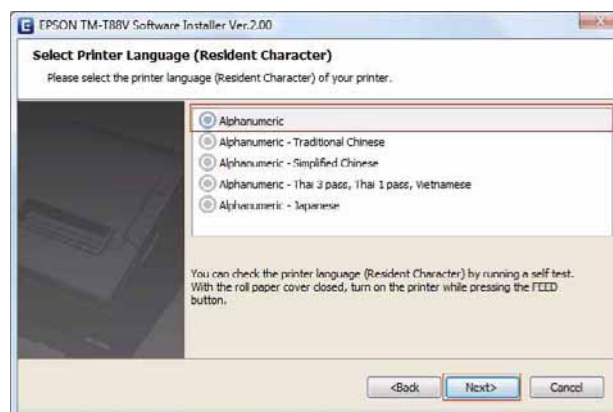 EPSON TM-T88V Software Installer Ver.2.00
Select Printer Language (Resident Character)
Please select the printer language (Resident Character) of your printer.
Alphanumeric
Alphanumeric - Traditional Chinese
Alphanumeric - Simplified Chinese
Alphanumeric - Thai 3 pass, Thai 1 pass, Vietnamese
Alphanumeric - Japanese
You can check the printer language (Resident Character) by running a self test.
With the roll paper cover closed, turn on the printer while pressing the FEED
button.
<Back Next> Cancel